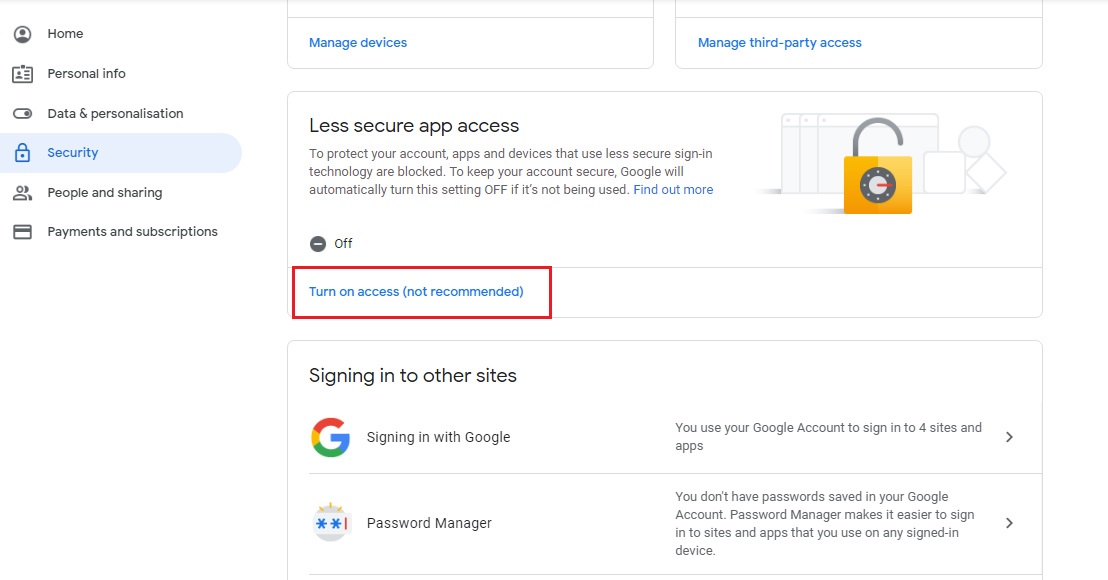 Home
Personal info
Data & personalisation
Security
People and sharing
Payments and subscriptions
Manage devices
Manage third-party access
Less secure app access
To protect your account, apps and devices that use less secure sign-in
technology are blocked. To keep your account secure, Google will
automatically turn this setting OFF if it's not being used. Find out more
Off
Turn on access (not recommended)
Signing in to other sites
Signing in with Google
You use your Google Account to sign in to 4 sites and
apps
Password Manager
You don't have passwords saved in your Google
Account. Password Manager makes it easier to sign
in to sites and apps that you use on any signed-in
device.